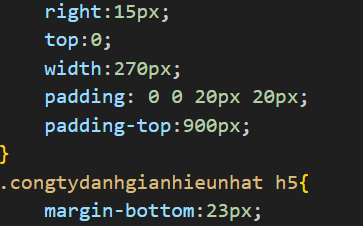 right:15px;
top:0;
width:270px;
padding: 0 0 20px 20px;
padding-top:900px;
}
.congtydanhgianhieunhat h5{
margin-bottom:23px;